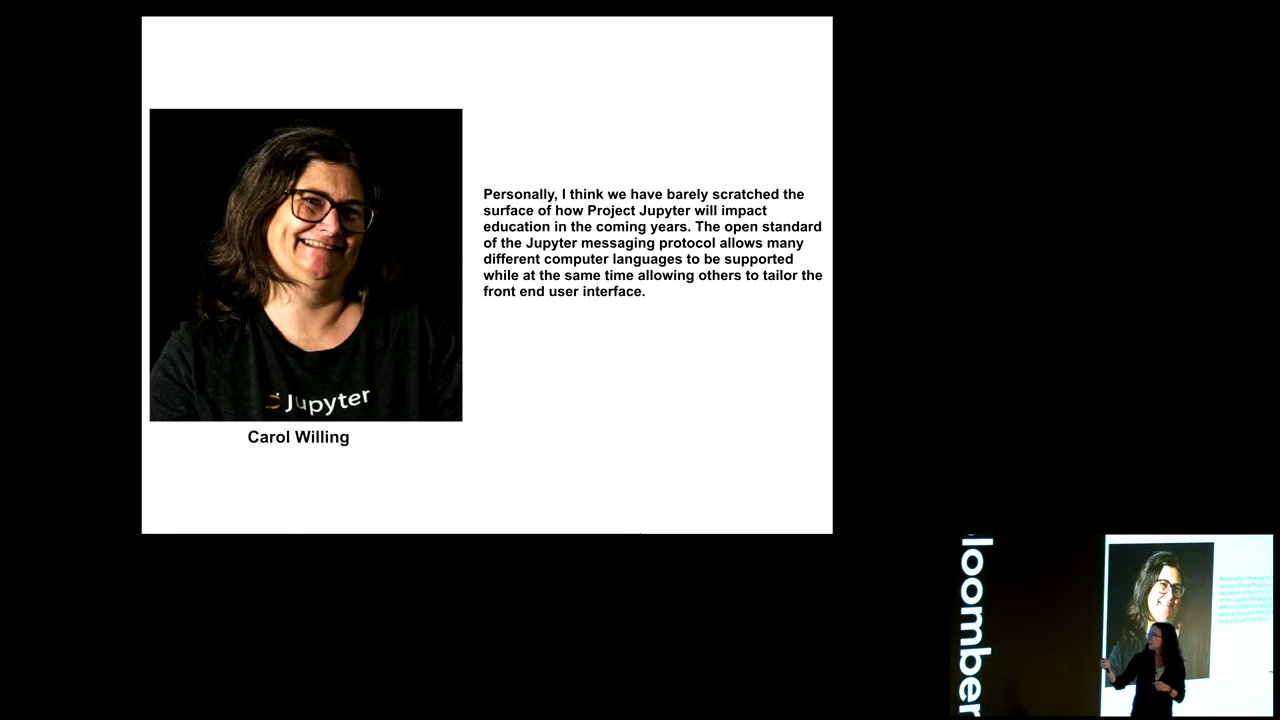 Personally, I think we have barely scratched the
surface of how Project Jupyter will impact
education in the coming years. The open standard
of the Jupyter messaging protocol allows many
different computer languages to be supported
while at the same time allowing others to tailor the
front end user interface.
Jupyter
Carol Willing
loomber